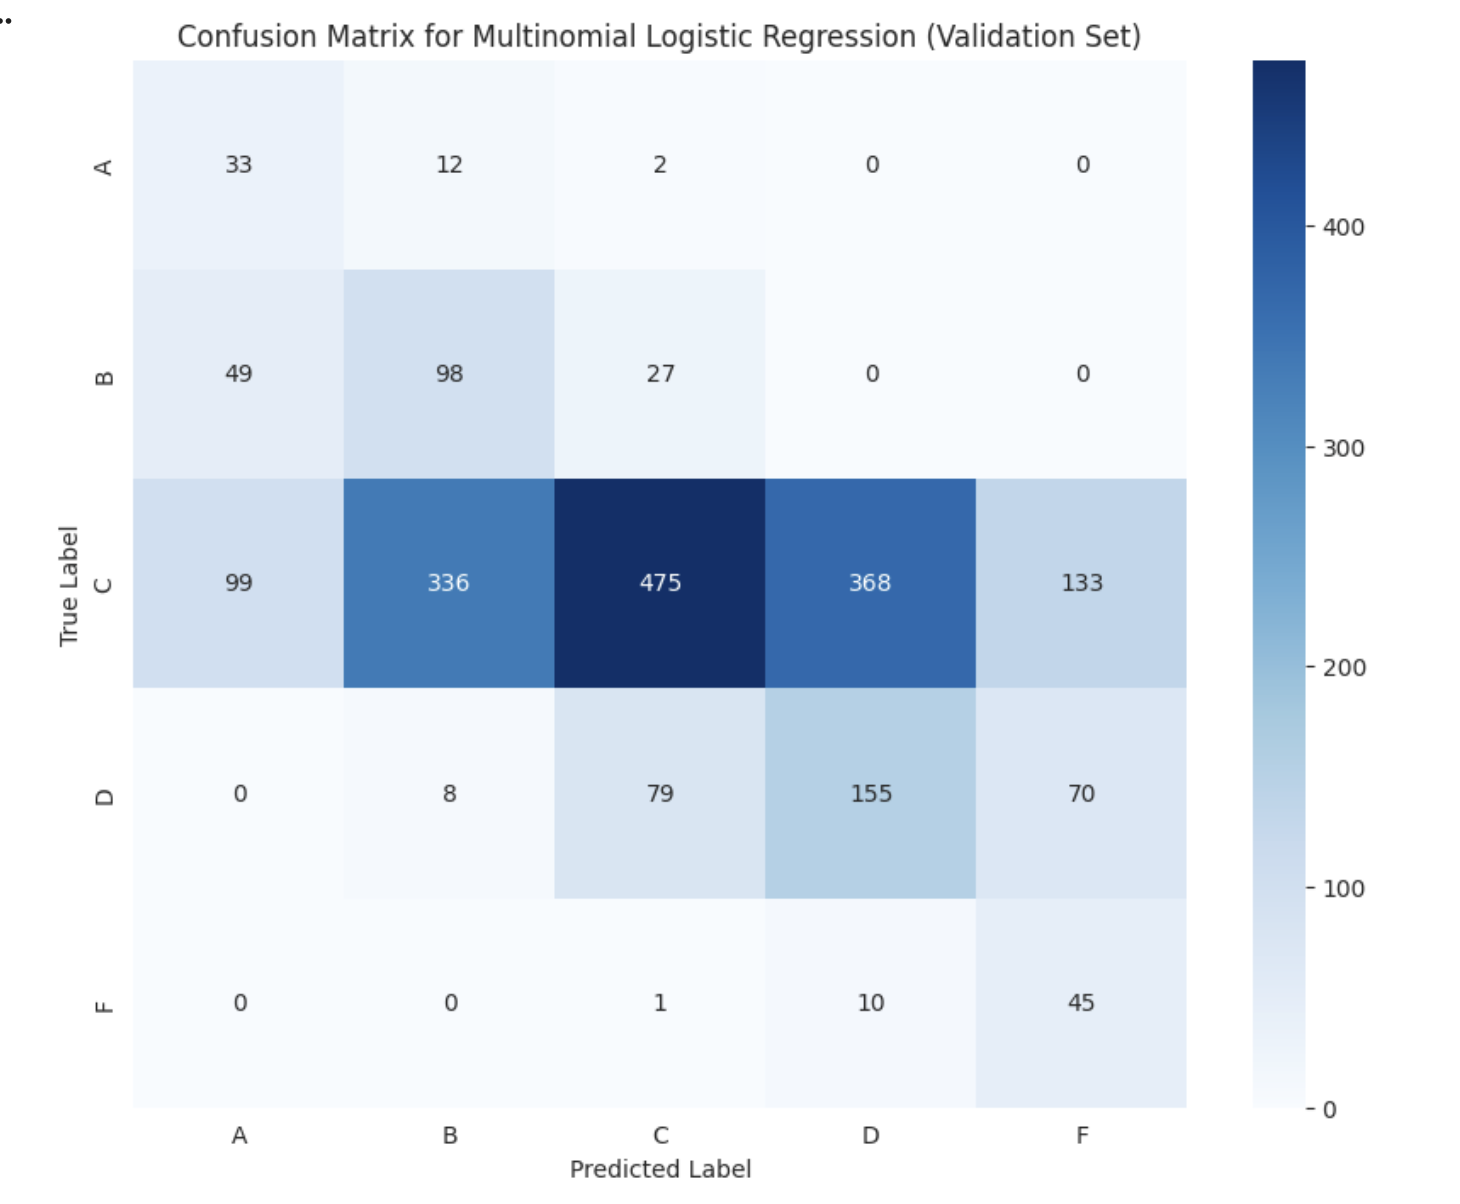 ..
Confusion Matrix for Multinomial Logistic Regression (Validation Set)
A 33 12 2 0 0
B 49 98 27 0 0
C 99 336 475 368 133
D 0 8 79 155 70
F 0 0 1 10 45
True Label
A B C D F
Predicted Label
400
300
200
100
0